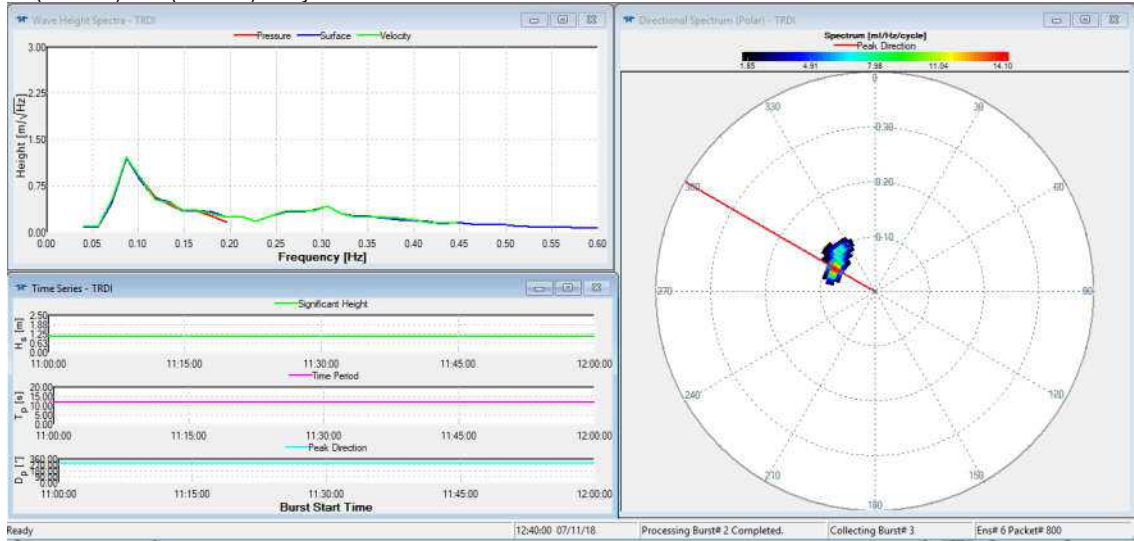 Wave Height Spectra - TRDI
Pressure Surface Velocity
3.00
2.25
1.50
0.75
0.00
Height [m/√Hz]
0.00 0.05 0.10 0.15 0.20 0.25 0.30 0.35 0.40 0.45 0.50 0.55 0.60
Frequency [Hz]
Time Series - TRDI
Significant Height
2.50
1.88
1.25
0.63
0.00
H_s [m]
11:00:00 11:15:00 11:30:00 11:45:00 12:00:00
Time Period
20.00
15.00
10.00
5.00
0.00
T_p [s]
11:00:00 11:15:00 11:30:00 11:45:00 12:00:00
Peak Direction
360.00
D_p [°]
11:00:00 11:15:00 11:30:00 11:45:00 12:00:00
Burst Start Time
Directional Spectrum (Polar) - TRDI
Spectrum [m²/Hz/cycle]
Peak Direction
1.85 4.91 7.98 11.04 14.10
0
330 30
0.30
300 0.20 60
0.10
270 90
240 120
210 150
180
Ready 12:40:00 07/11/18 Processing Burst# 2 Completed. Collecting Burst# 3 Ens# 6 Packet# 800